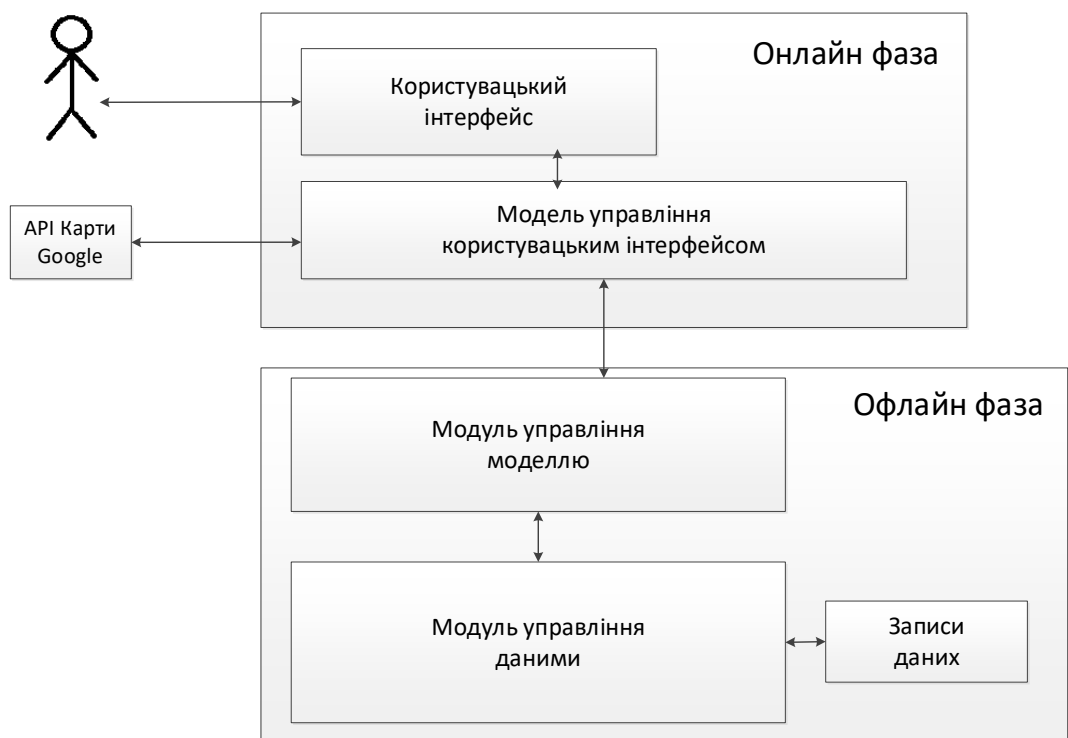 Онлайн фаза
Користувацький
інтерфейс
Модель управління
користувацьким інтерфейсом
API Карти
Google
Офлайн фаза
Модуль управління
моделлю
Модуль управління
даними
Записи
даних